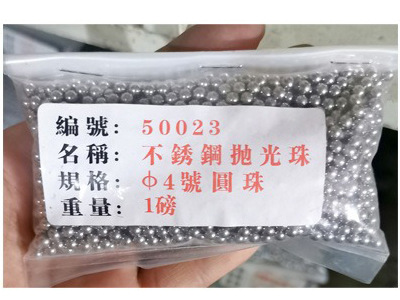 編號: 50023
名稱: 不銹鋼拋光珠
規格: Φ4號圓珠
重量: 1磅